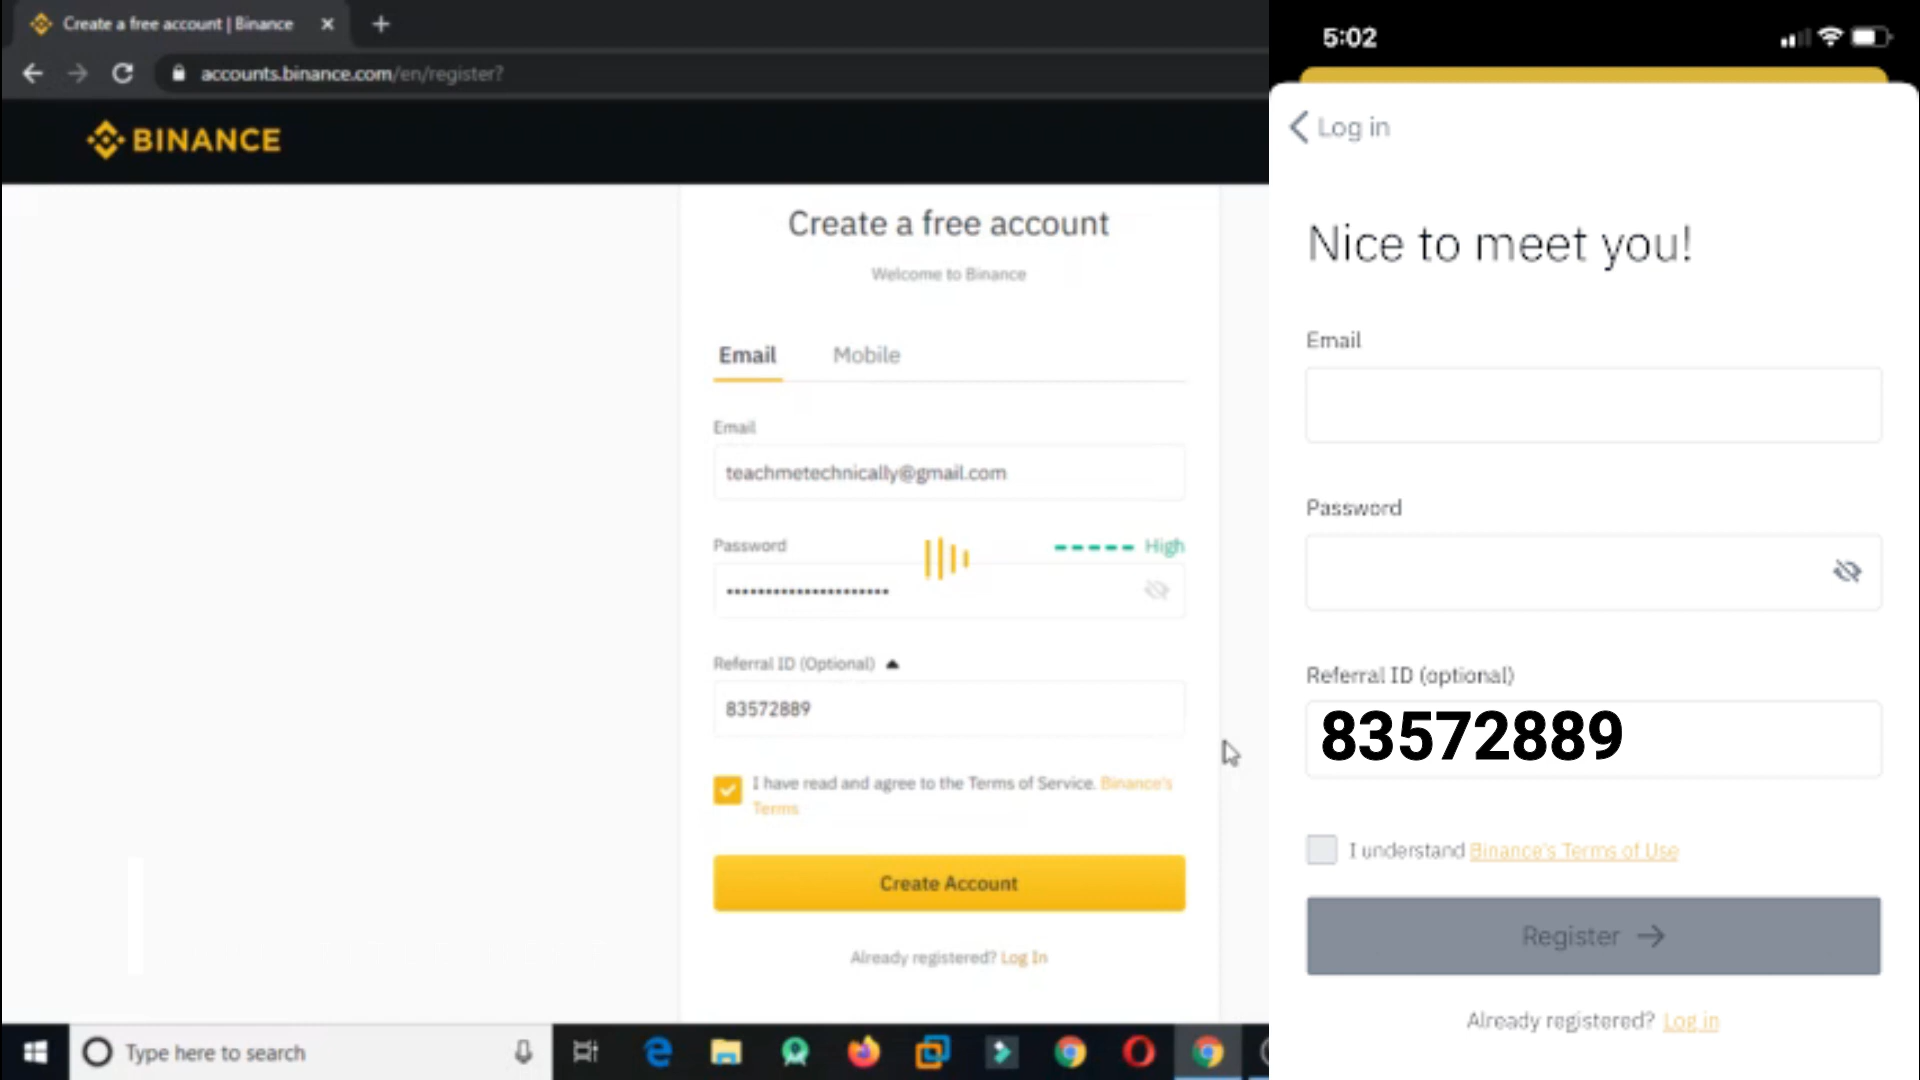 Create a free account | Binance
accounts.binance.com/en/register?
BINANCE
Create a free account
Welcome to Binance
Email Mobile
Email
teachmetechnically@gmail.com
Password High
Referral ID (Optional)
83572889
I have read and agree to the Terms of Service. Binance's
Terms
Create Account
Already registered? Log In
Type here to search
5:02
Log in
Nice to meet you!
Email
Password
Referral ID (optional)
83572889
I understand Binance's Terms of Use
Register →
Already registered? Log in